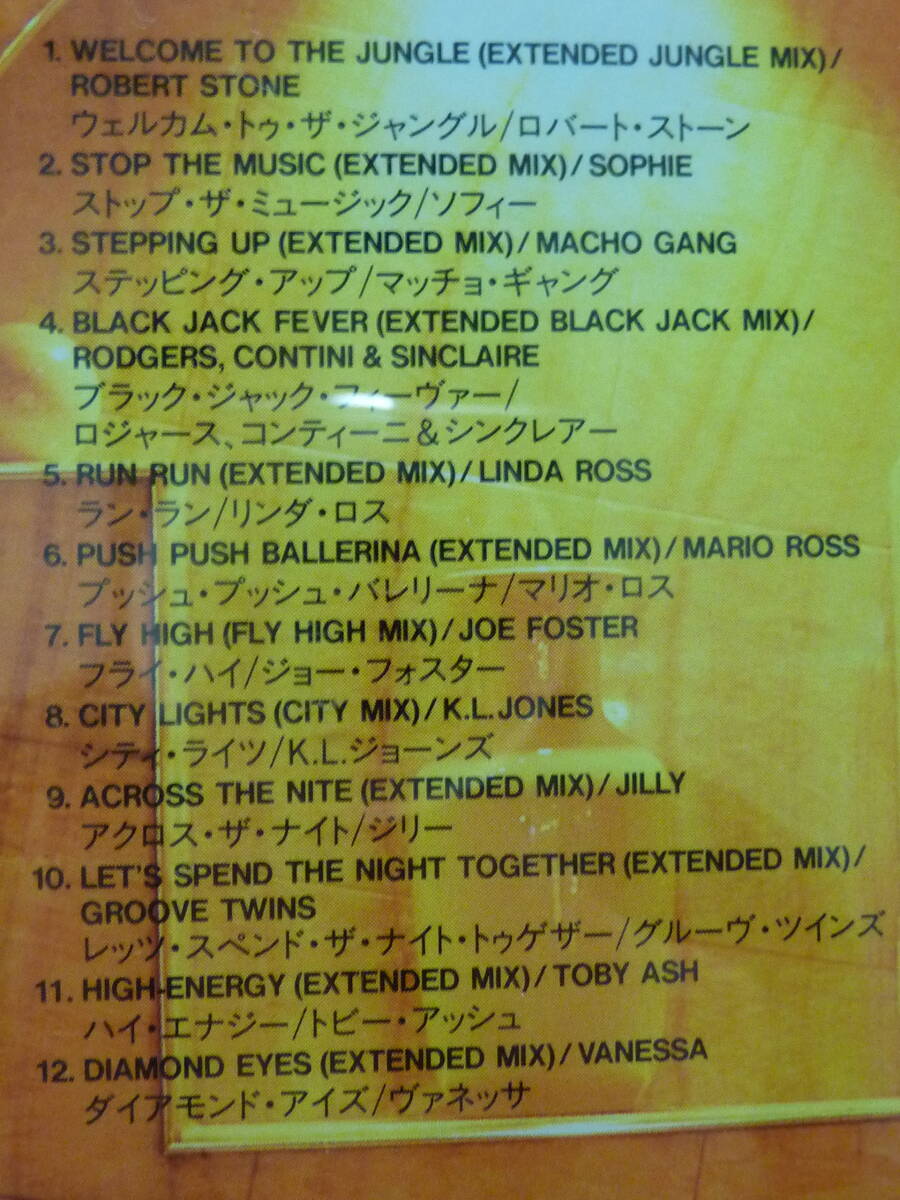 1. WELCOME TO THE JUNGLE (EXTENDED JUNGLE MIX)/
ROBERT STONE
ウェルカム・トゥ・ザ・ジャングル/ロバート・ストーン
2. STOP THE MUSIC (EXTENDED MIX)/SOPHIE
ストップ・ザ・ミュージック/ソフィー
3. STEPPING UP (EXTENDED MIX)/MACHO GANG
ステッピング・アップ/マッチョ・ギャング
4. BLACK JACK FEVER (EXTENDED BLACK JACK MIX)/
RODGERS, CONTINI & SINCLAIRE
ブラック・ジャック・フィーヴァー/
ロジャース、コンティーニ&シンクレアー
5. RUN RUN (EXTENDED MIX)/LINDA ROSS
ラン・ラン/リンダ・ロス
6. PUSH PUSH BALLERINA (EXTENDED MIX)/MARIO ROSS
プッシュ・プッシュ・バレリーナ/マリオ・ロス
7. FLY HIGH (FLY HIGH MIX)/JOE FOSTER
フライ・ハイ/ジョー・フォスター
8. CITY LIGHTS (CITY MIX)/K.L.JONES
シティ・ライツ/K.L.ジョーンズ
9. ACROSS THE NITE (EXTENDED MIX)/JILLY
アクロス・ザ・ナイト/ジリー
10. LET'S SPEND THE NIGHT TOGETHER (EXTENDED MIX)/
GROOVE TWINS
レッツ・スペンド・ザ・ナイト・トゥゲザー/グルーヴ・ツインズ
11. HIGH-ENERGY (EXTENDED MIX)/TOBY ASH
ハイ・エナジー/トビー・アッシュ
12. DIAMOND EYES (EXTENDED MIX)/VANESSA
ダイアモンド・アイズ/ヴァネッサ